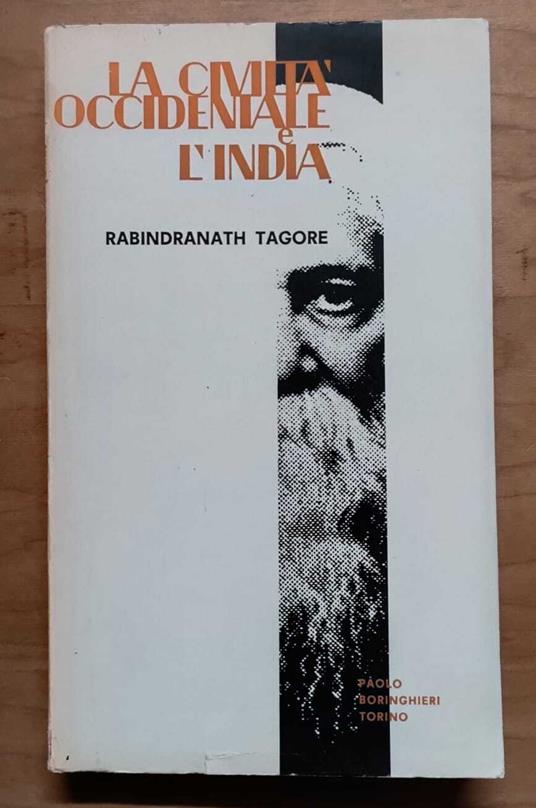 LA CIVILTA'
OCCIDENTALE
e
L'INDIA
RABINDRANATH TAGORE
PAOLO
BORINGHIERI
TORINO